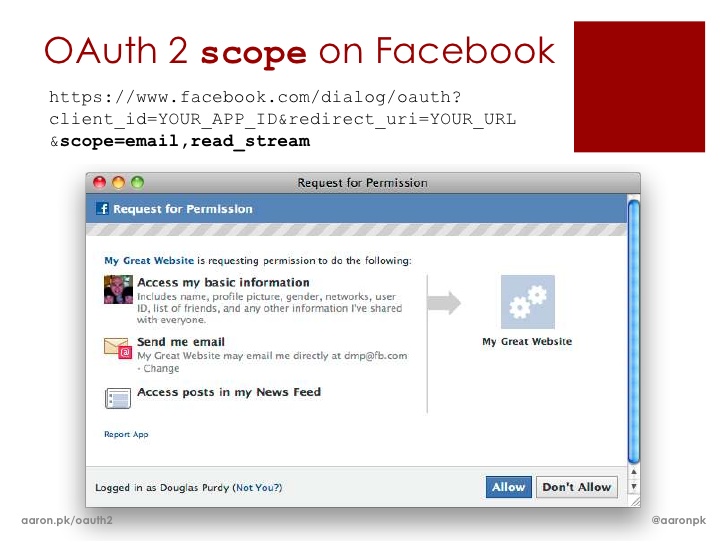 OAuth 2 scope on Facebook
https://www.facebook.com/dialog/oauth?
client_id=YOUR_APP_ID&redirect_uri=YOUR_URL
&scope=email,read_stream
Request for Permission
f Request for Permission
My Great Website is requesting permission to do the following:
Access my basic information
Includes name, profile picture, gender, networks, user
ID, list of friends, and any other information I've shared
with everyone.
Send me email
My Great Website may email me directly at dmp@fb.com
· Change
Access posts in my News Feed
My Great Website
Report App
Logged in as Douglas Purdy (Not You?)
Allow
Don't Allow
aaron.pk/oauth2
@aaronpk